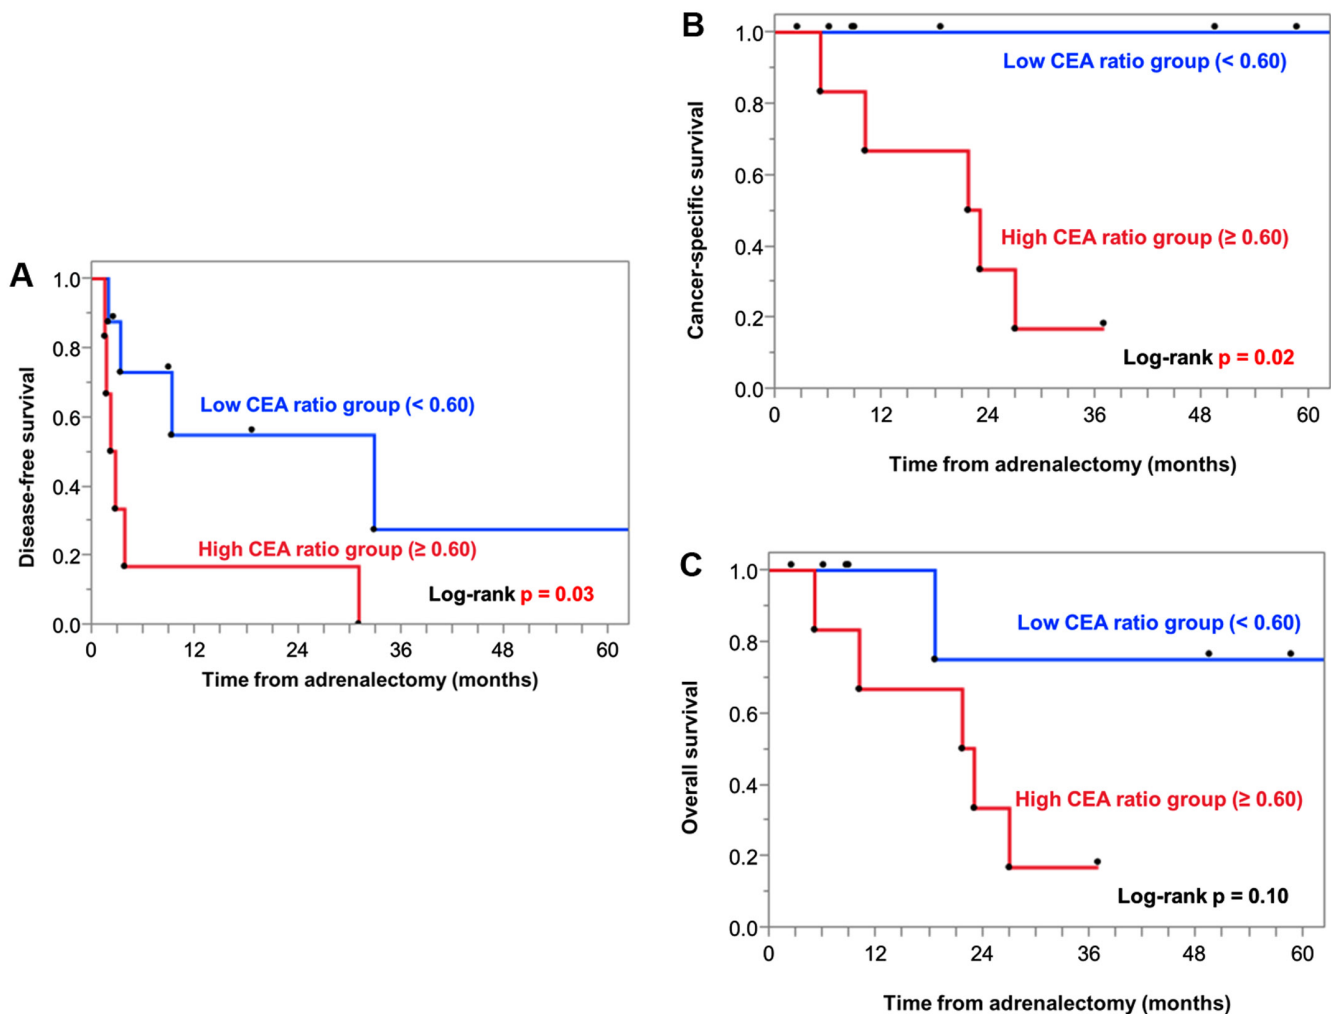 A
Disease-free survival
1.0
0.8
0.6
0.4
0.2
0.0
Low CEA ratio group (< 0.60)
High CEA ratio group (≥ 0.60)
Log-rank p = 0.03
0 12 24 36 48 60
Time from adrenalectomy (months)
B
Cancer-specific survival
1.0
0.8
0.6
0.4
0.2
0.0
Low CEA ratio group (< 0.60)
High CEA ratio group (≥ 0.60)
Log-rank p = 0.02
0 12 24 36 48 60
Time from adrenalectomy (months)
C
Overall survival
1.0
0.8
0.6
0.4
0.2
0.0
Low CEA ratio group (< 0.60)
High CEA ratio group (≥ 0.60)
Log-rank p = 0.10
0 12 24 36 48 60
Time from adrenalectomy (months)